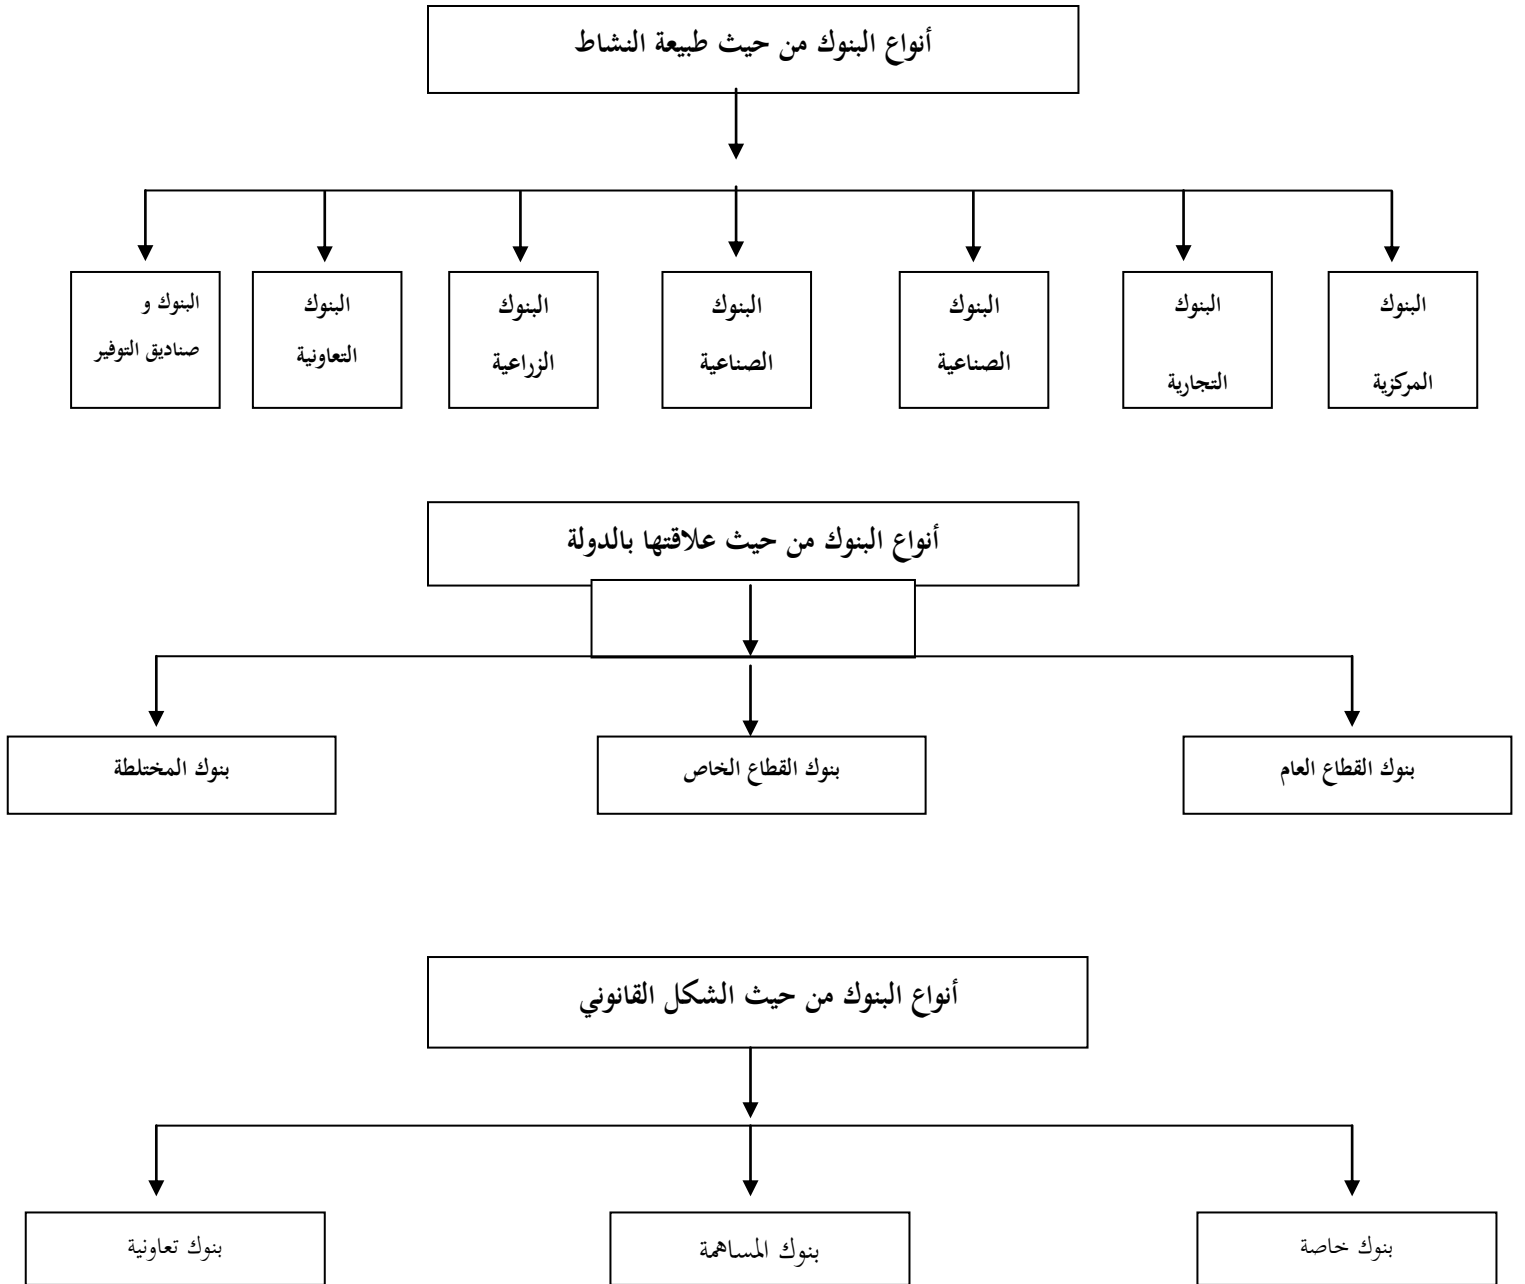 أنواع البنوك من حيث طبيعة النشاط
البنوك
المركزية
البنوك
التجارية
البنوك
الصناعية
البنوك
الصناعية
البنوك
الزراعية
البنوك
التعاونية
البنوك و
صناديق التوفير
أنواع البنوك من حيث علاقتها بالدولة
بنوك القطاع العام
بنوك القطاع الخاص
بنوك المختلطة
أنواع البنوك من حيث الشكل القانوني
بنوك خاصة
بنوك المساهمة
بنوك تعاونية